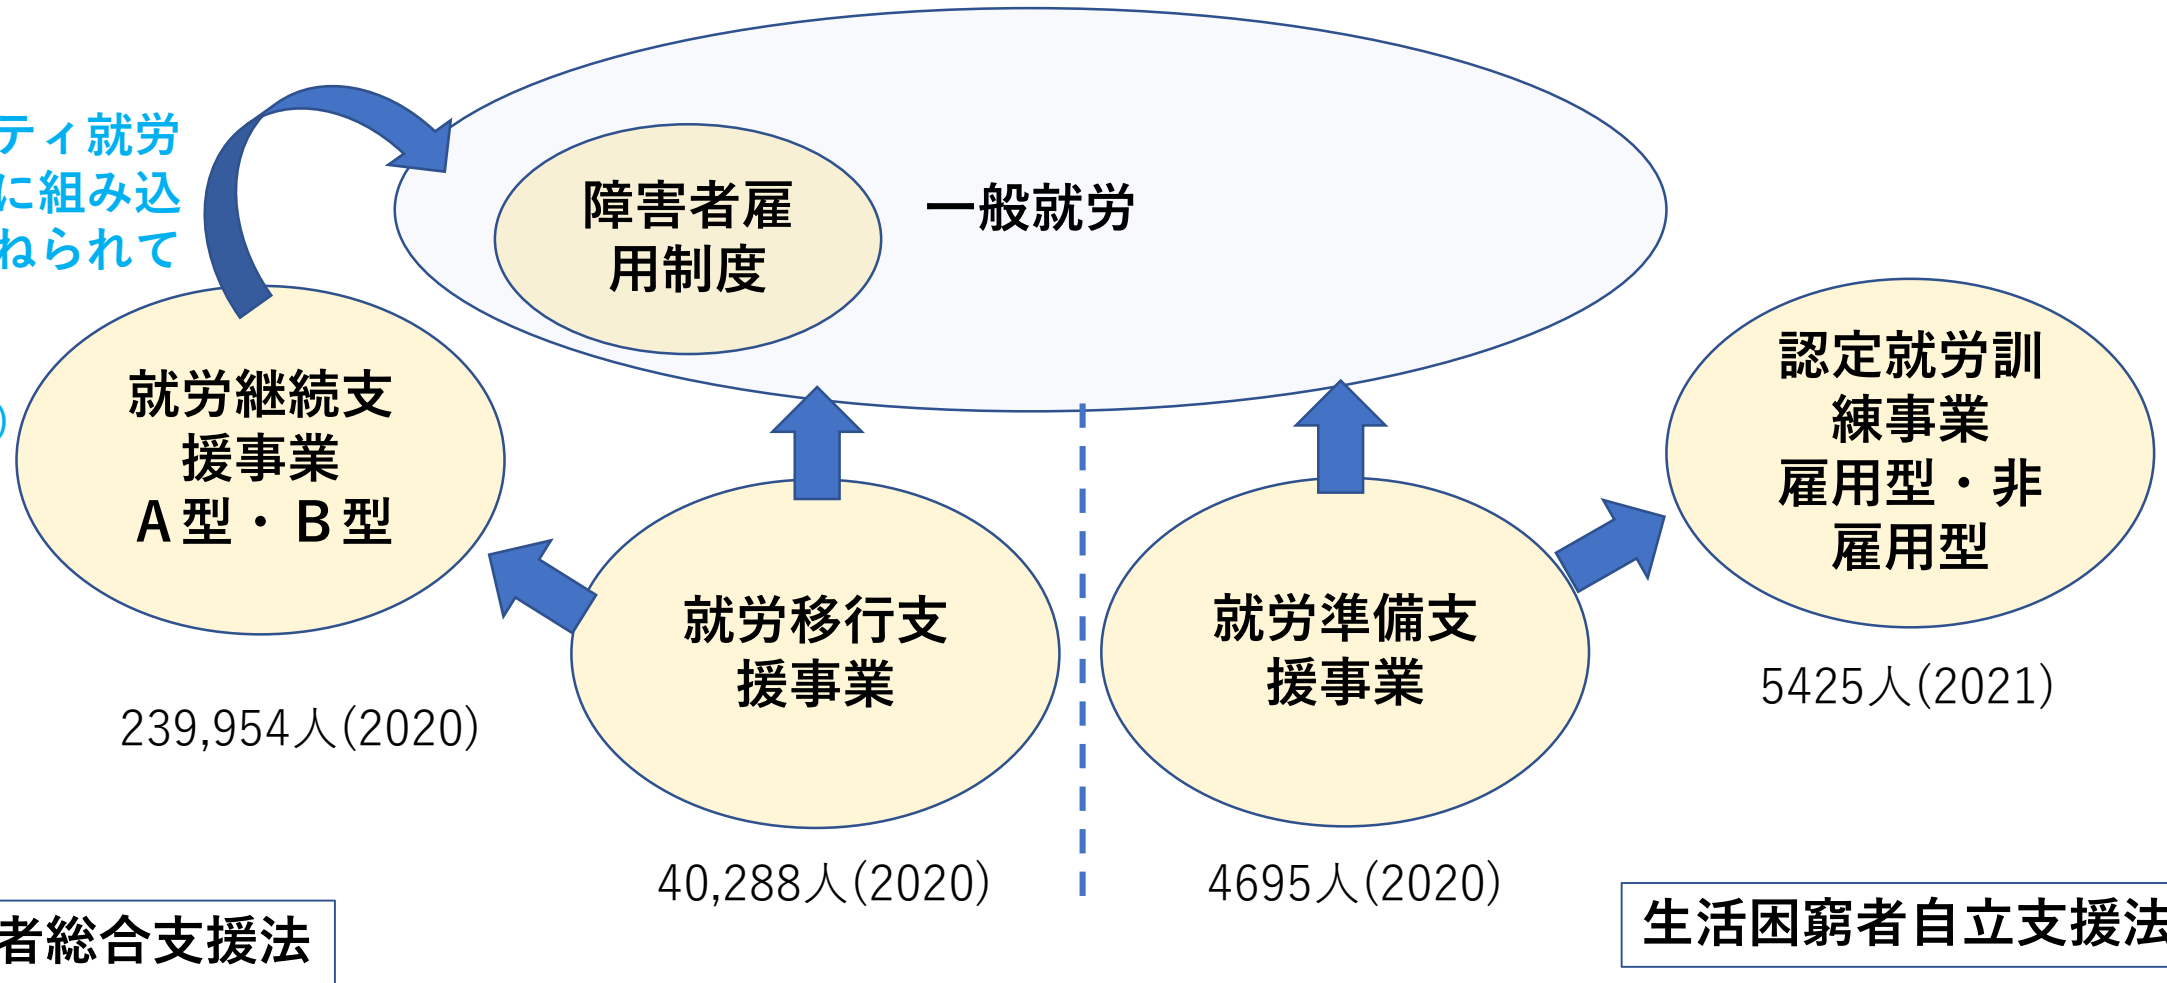 ティ就労
に組み込
ねられて
)
障害者雇
用制度
一般就労
就労継続支
援事業
A型・B型
239,954人(2020)
就労移行支
援事業
40,288人(2020)
就労準備支
援事業
4695人(2020)
認定就労訓
練事業
雇用型・非
雇用型
5425人(2021)
者総合支援法
生活困窮者自立支援法